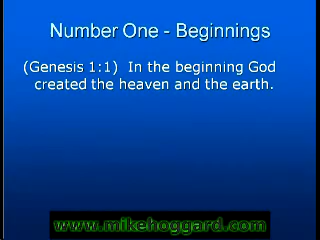 Number One - Beginnings
(Genesis 1:1)  In the beginning God
created the heaven and the earth.
www.mikehoggard.com